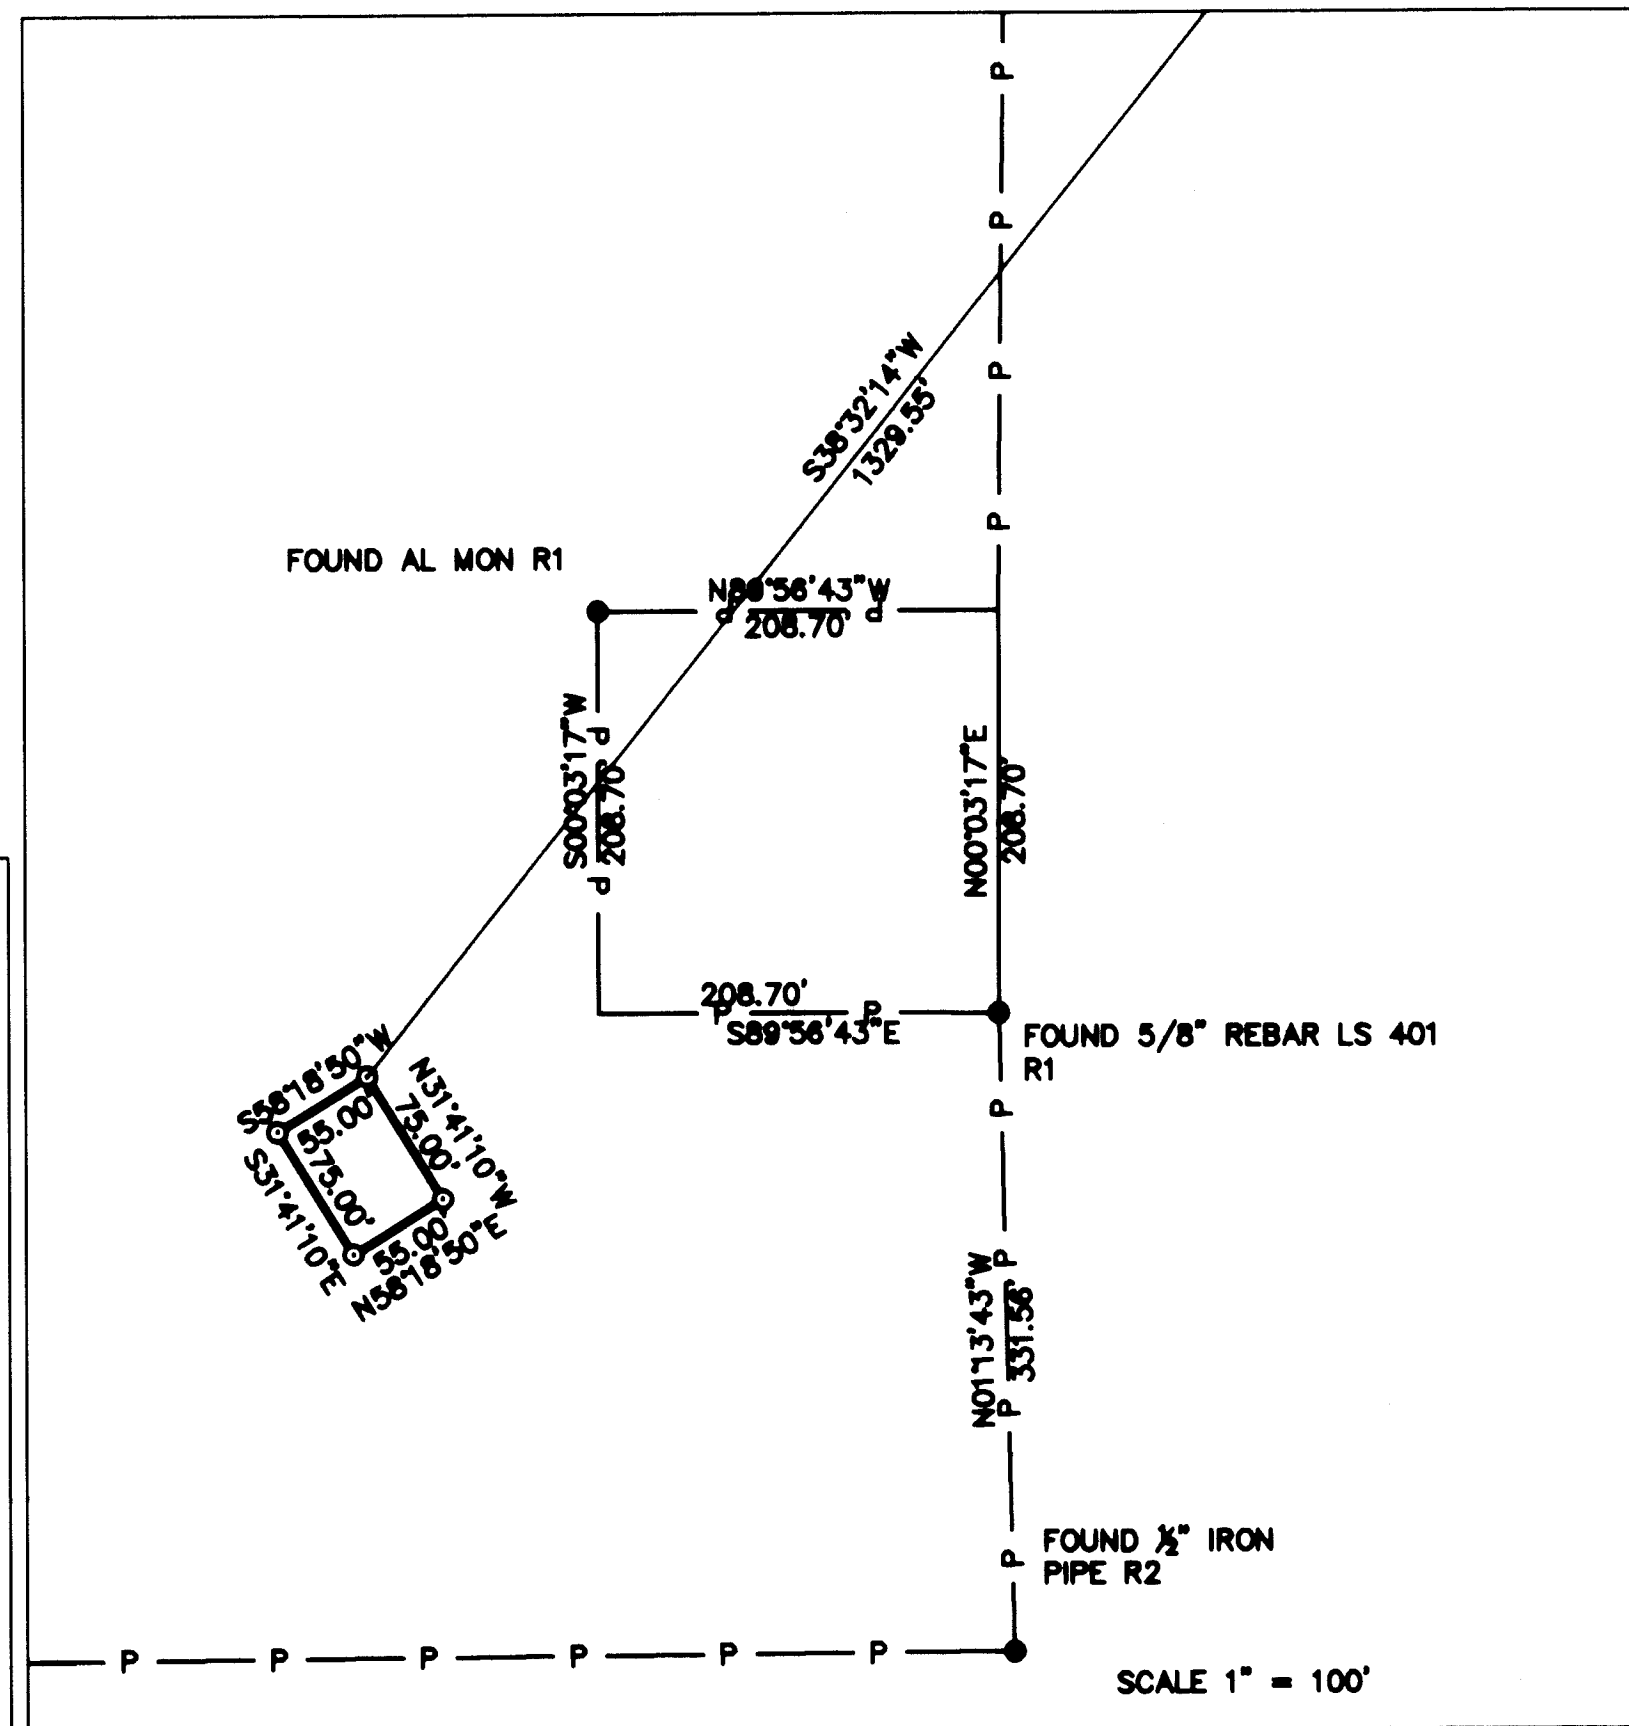 P
P
P
P
S38°32'14"W
1329.55'
FOUND AL MON R1
N89°56'43"W
P P
208.70'
S00°03'17"W
208.70'
P
P
N00°03'17"E
208.70'
208.70'
P P
S89°56'43"E
FOUND 5/8" REBAR LS 401
R1
S58°18'50"W
55.00'
N31°41'10"W
75.00'
S31°41'10"E
75.00'
55.00'
N58°18'50"E
P
P
N01°13'43"W
331.56'
P
P
FOUND ½" IRON
PIPE R2
P P P P P P
SCALE 1" = 100'